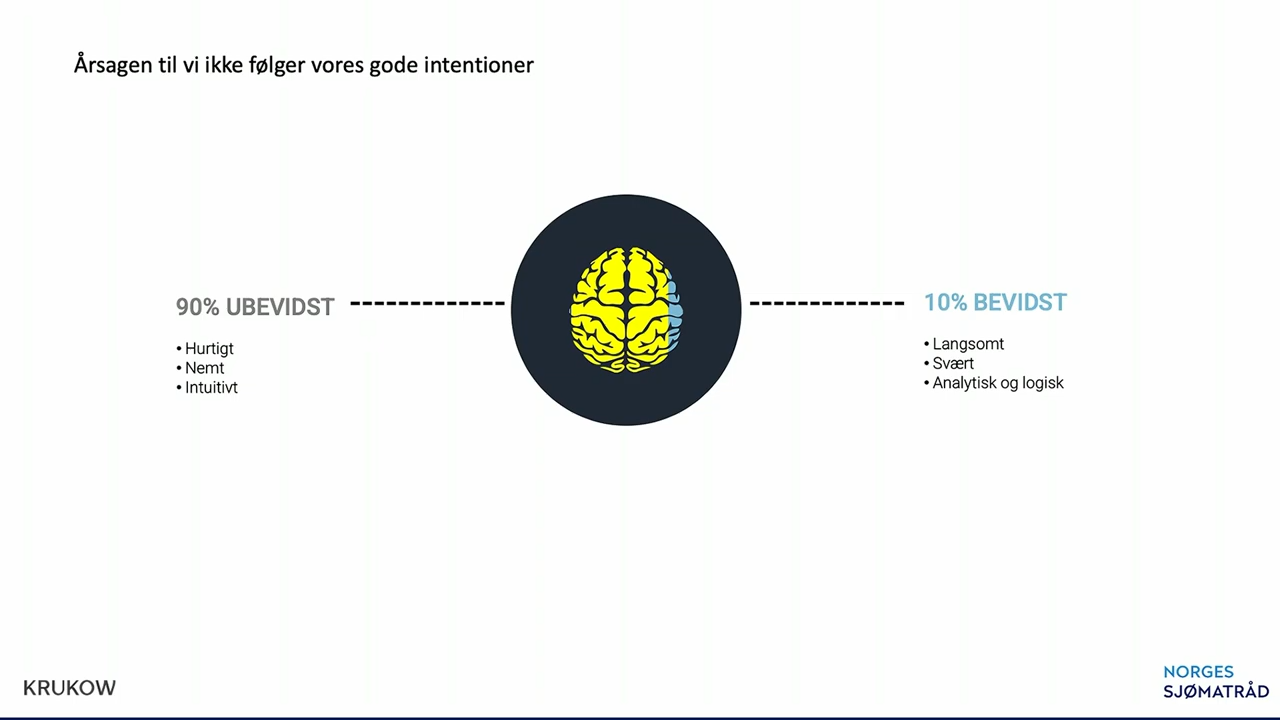 Årsagen til vi ikke følger vores gode intentioner
90% UBEVIDST
• Hurtigt
• Nemt
• Intuitivt
10% BEVIDST
• Langsomt
• Svært
• Analytisk og logisk
KRUKOW
NORGES
SJØMATRÅD